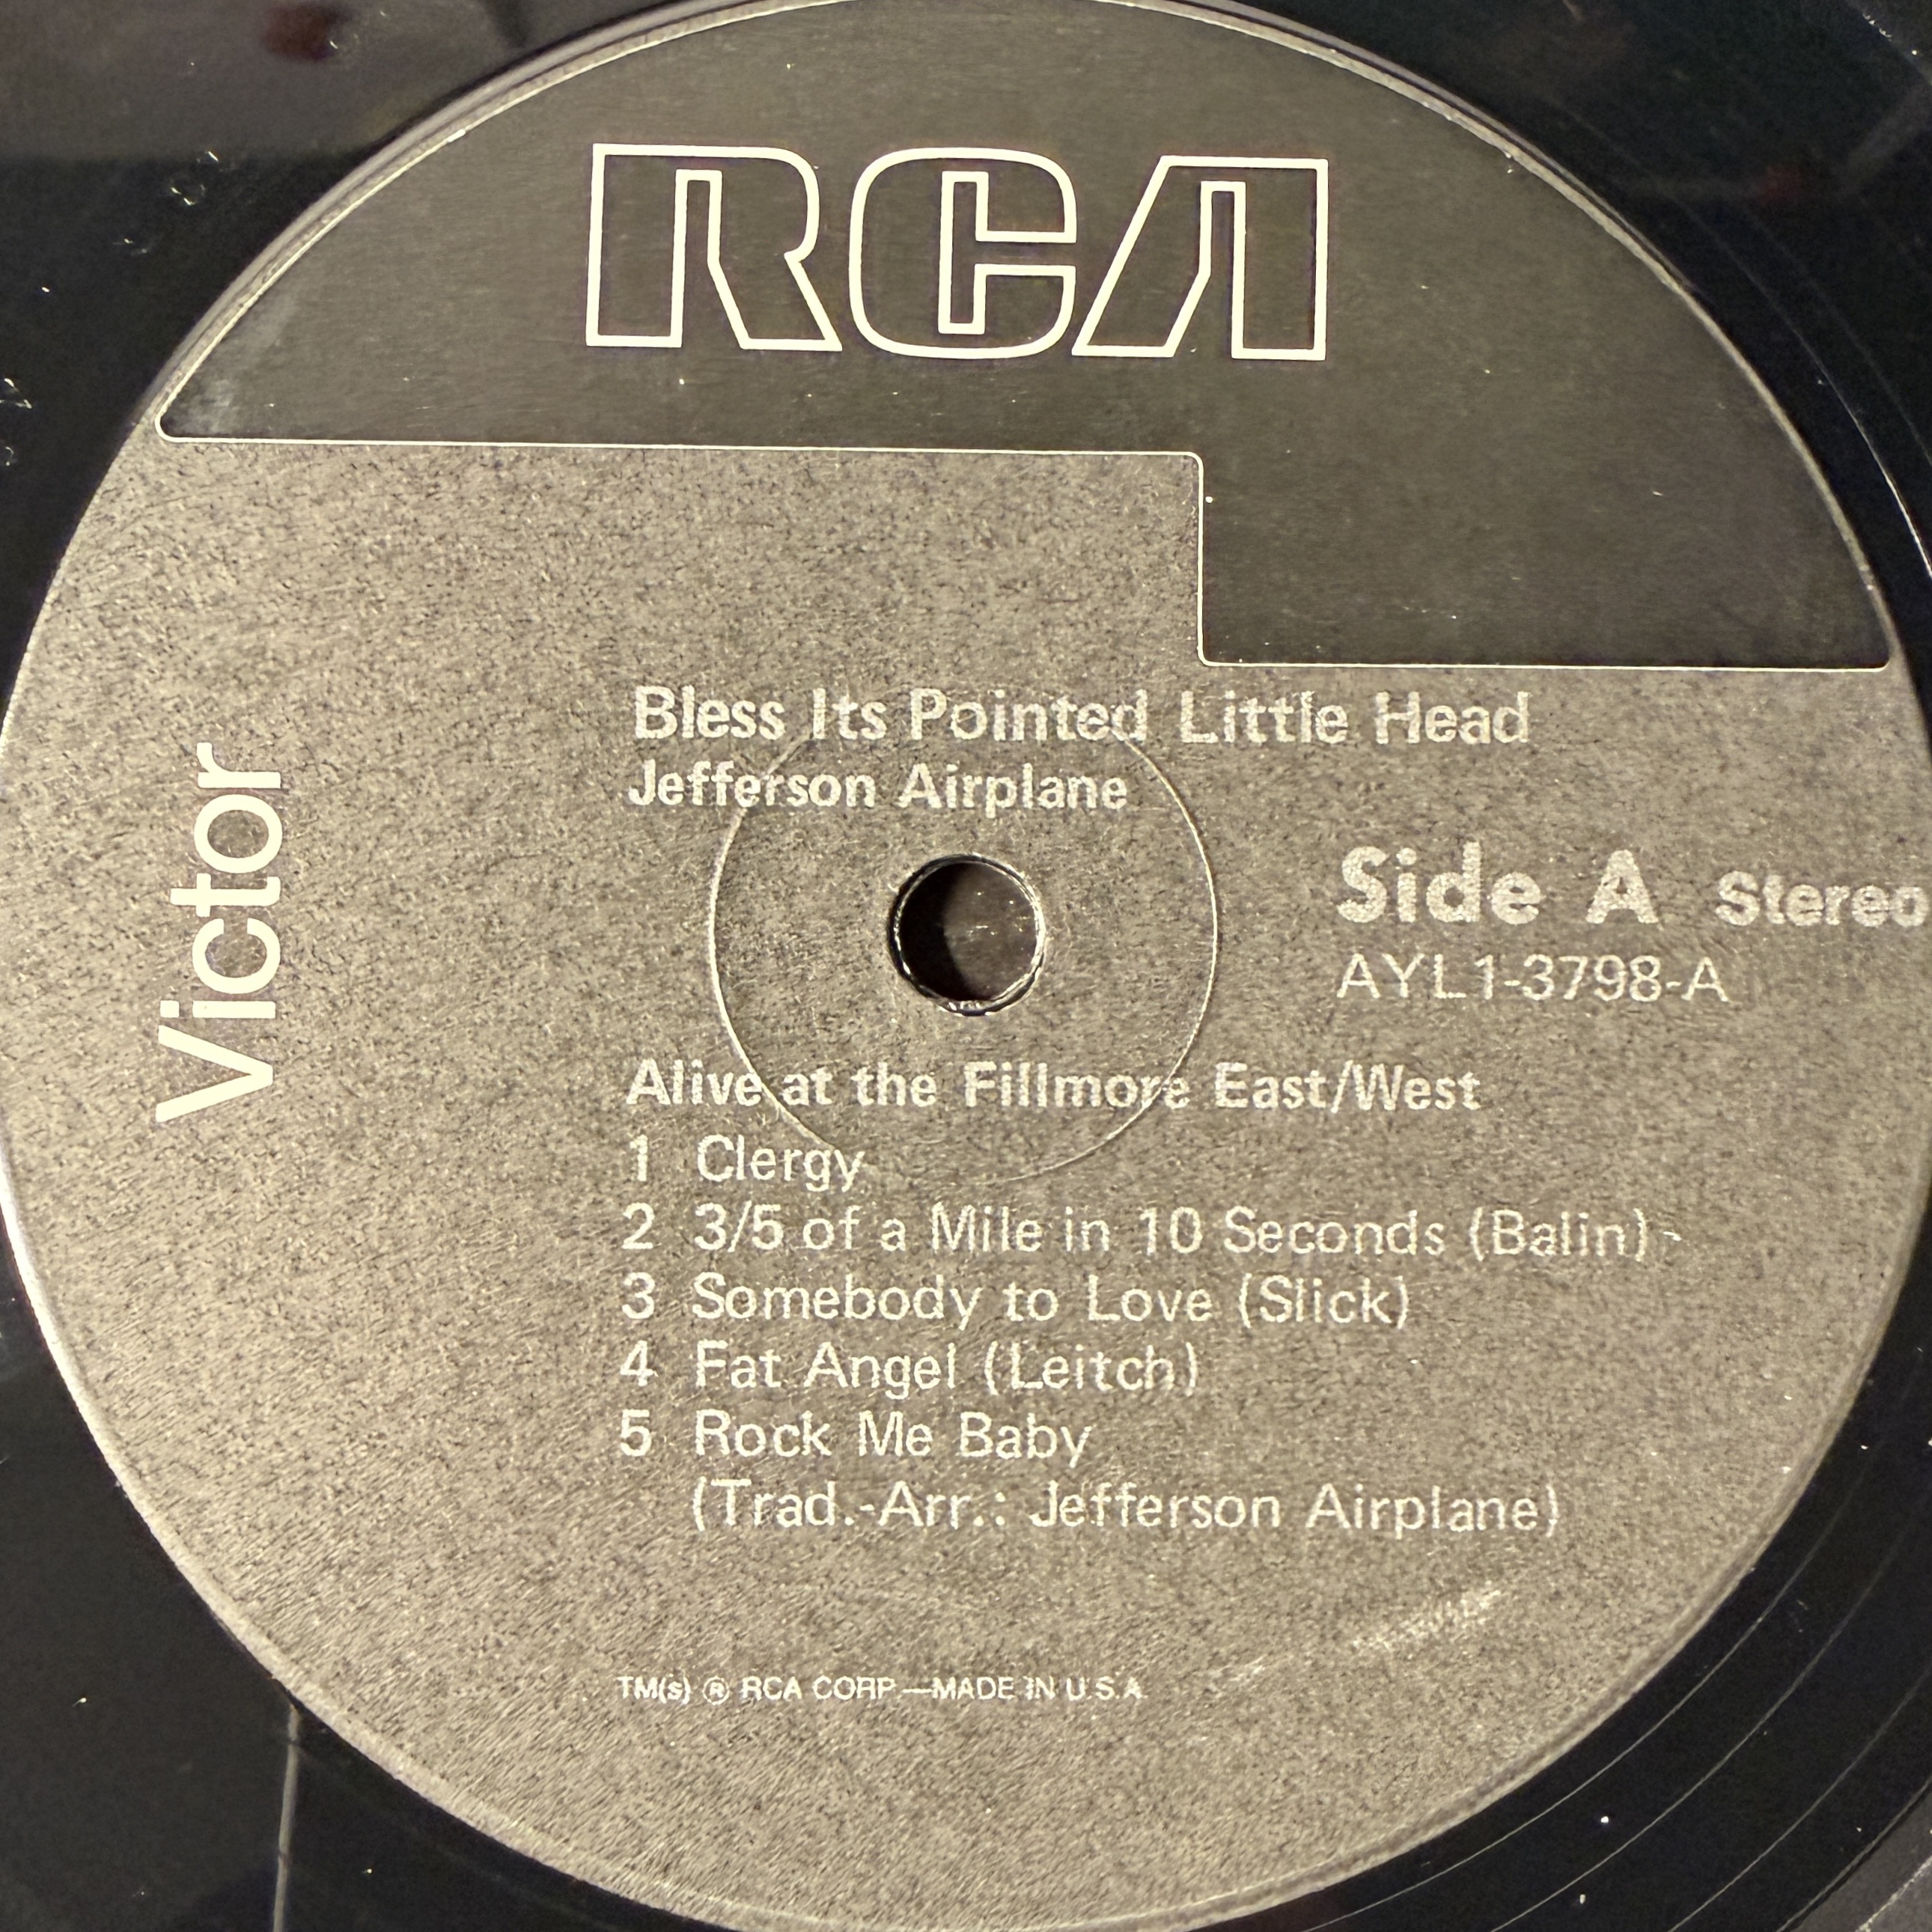 RCA
Victor
Bless Its Pointed Little Head
Jefferson Airplane
Side A Stereo
AYL1-3798-A
Alive at the Fillmore East/West
1 Clergy
2 3/5 of a Mile in 10 Seconds (Balin)
3 Somebody to Love (Slick)
4 Fat Angel (Leitch)
5 Rock Me Baby
(Trad.-Arr.: Jefferson Airplane)
TM(s) ® RCA CORP.—MADE IN U.S.A.